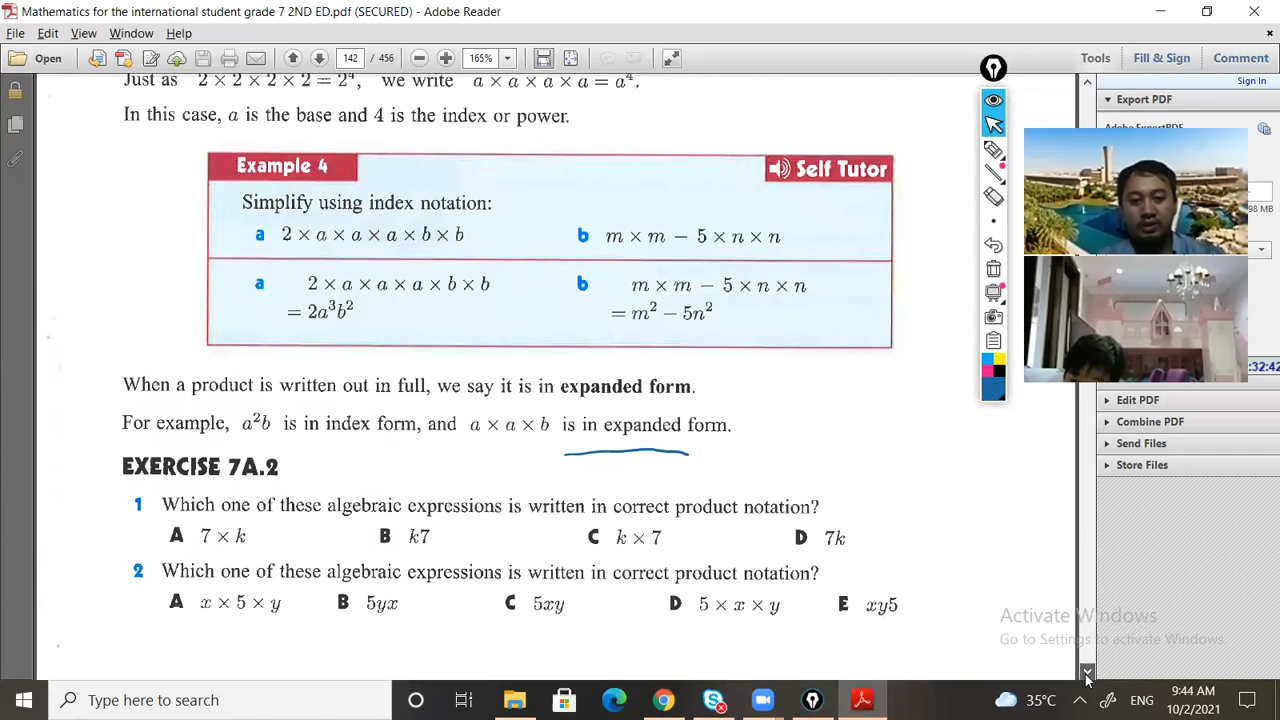 Mathematics for the international student grade 7 2ND ED.pdf (SECURED) - Adobe Reader
File Edit View Window Help
Open 142 / 456 165% Tools Fill & Sign Comment
Sign In
Just as 2 × 2 × 2 × 2 = 2⁴, we write a × a × a × a = a⁴.
Export PDF
In this case, a is the base and 4 is the index or power.
Example 4 Self Tutor
Simplify using index notation:
a 2 × a × a × a × b × b b m × m − 5 × n × n
a 2 × a × a × a × b × b b m × m − 5 × n × n
= 2a³b² = m² − 5n²
:32:42
When a product is written out in full, we say it is in expanded form.
Edit PDF
For example, a²b is in index form, and a × a × b is in expanded form.
Combine PDF
Send Files
EXERCISE 7A.2
Store Files
1 Which one of these algebraic expressions is written in correct product notation?
A 7 × k B k7 C k × 7 D 7k
2 Which one of these algebraic expressions is written in correct product notation?
A x × 5 × y B 5yx C 5xy D 5 × x × y E xy5
Activate Windows
Go to Settings to activate Windows.
Type here to search
35°C ENG
9:44 AM
10/2/2021